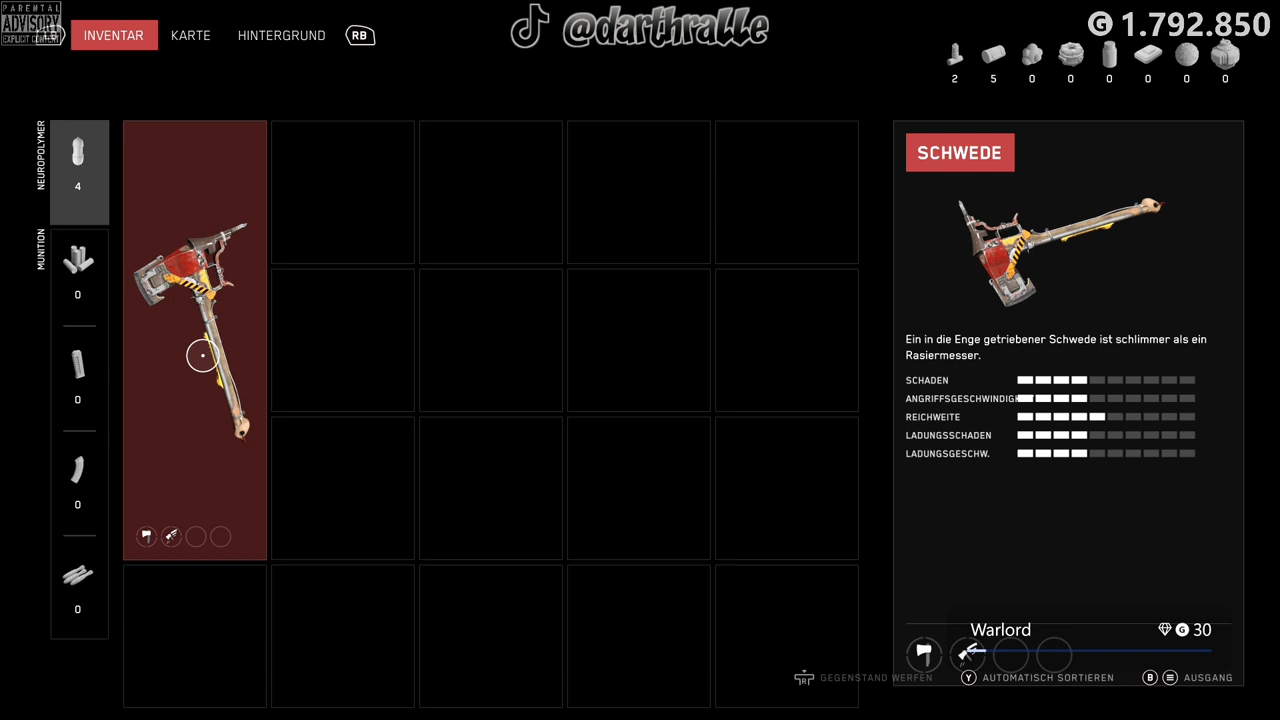 PARENTAL
ADVISORY
EXPLICIT CONTENT
INVENTAR
KARTE
HINTERGRUND
RB
@darthralle
G 1.792.850
2
5
0
0
0
0
0
0
NEUROPOLYMER
4
MUNITION
0
0
0
0
SCHWEDE
Ein in die Enge getriebener Schwede ist schlimmer als ein
Rasiermesser.
SCHADEN
ANGRIFFSGESCHWINDIGK
REICHWEITE
LADUNGSSCHADEN
LADUNGSGESCHW.
Warlord
G 30
R
GEGENSTAND WERFEN
Y
AUTOMATISCH SORTIEREN
B
AUSGANG